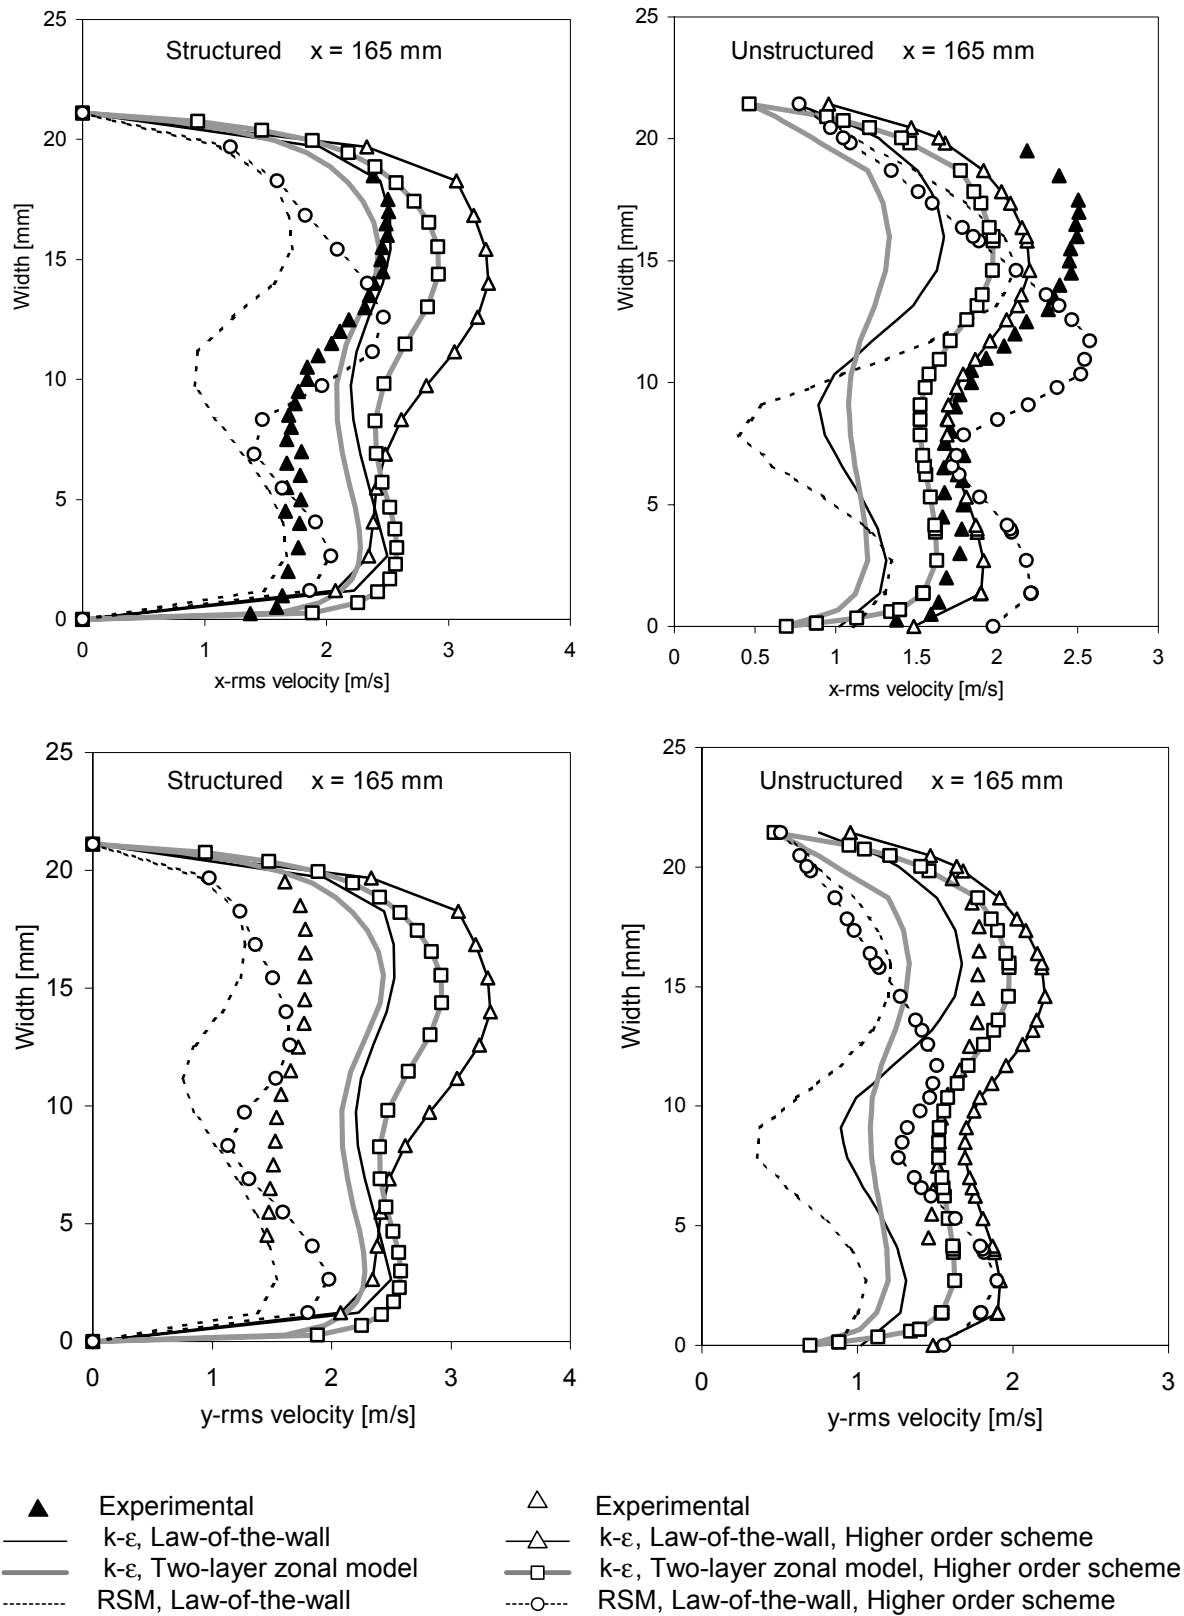 Structured x = 165 mm
25
20
15
10
5
0
Width [mm]
0 1 2 3 4
x-rms velocity [m/s]
Unstructured x = 165 mm
25
20
15
10
5
0
Width [mm]
0 0.5 1 1.5 2 2.5 3
x-rms velocity [m/s]
Structured x = 165 mm
25
20
15
10
5
0
Width [mm]
0 1 2 3 4
y-rms velocity [m/s]
Unstructured x = 165 mm
25
20
15
10
5
0
Width [mm]
0 1 2 3
y-rms velocity [m/s]
Experimental
k-ε, Law-of-the-wall
k-ε, Two-layer zonal model
RSM, Law-of-the-wall
Experimental
k-ε, Law-of-the-wall, Higher order scheme
k-ε, Two-layer zonal model, Higher order scheme
RSM, Law-of-the-wall, Higher order scheme